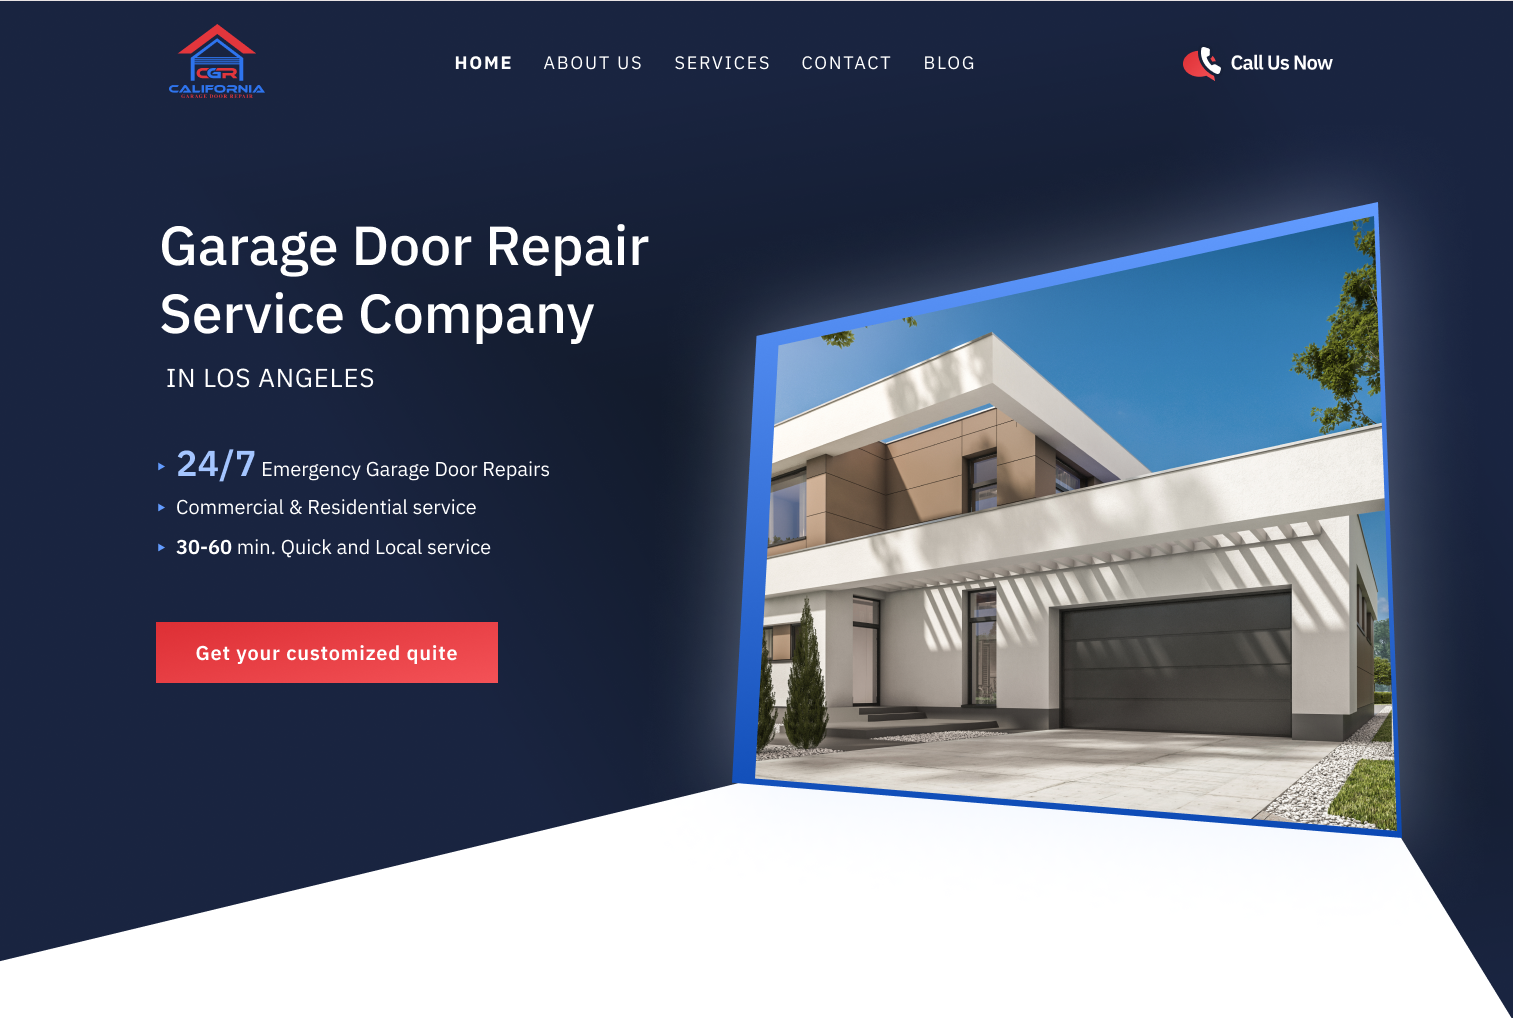 CGR
CALIFORNIA
GARAGE DOOR REPAIR
HOME ABOUT US SERVICES CONTACT BLOG
Call Us Now
Garage Door Repair
Service Company
IN LOS ANGELES
24/7 Emergency Garage Door Repairs
Commercial & Residential service
30-60 min. Quick and Local service
Get your customized quite